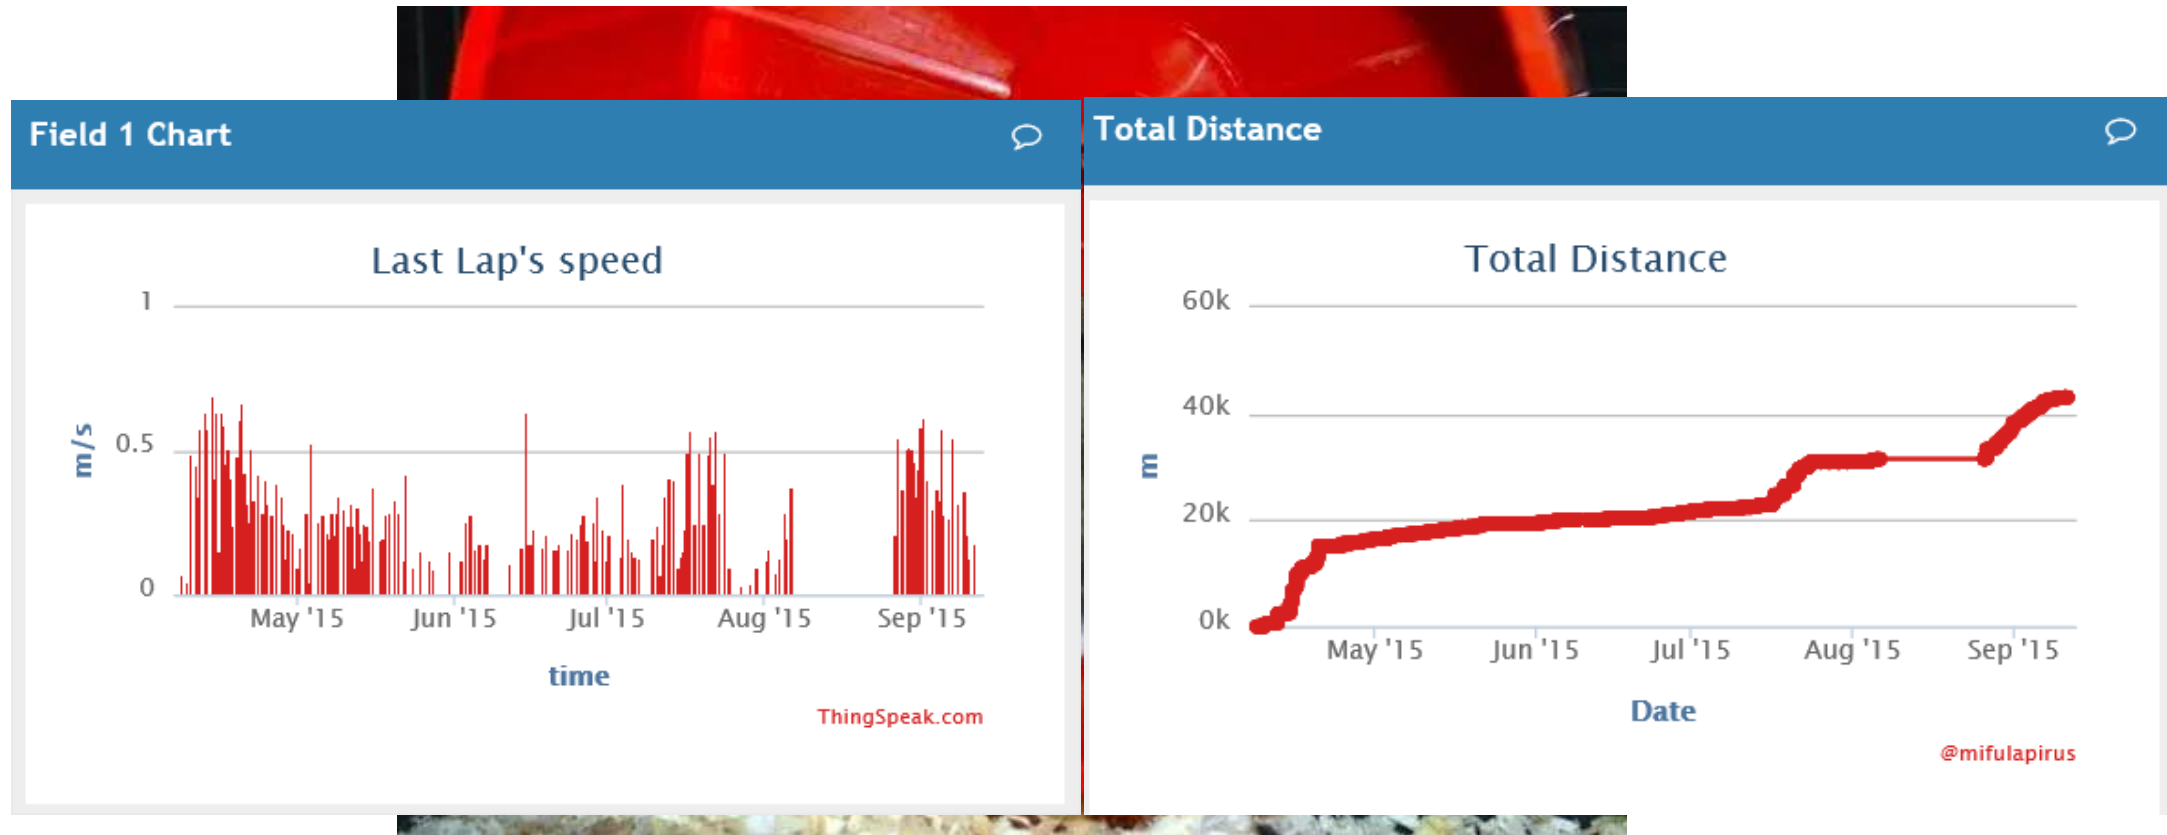 Field 1 Chart
Last Lap's speed
1
0.5
0
m/s
May '15 Jun '15 Jul '15 Aug '15 Sep '15
time
ThingSpeak.com
Total Distance
Total Distance
60k
40k
20k
0k
m
May '15 Jun '15 Jul '15 Aug '15 Sep '15
Date
@mifulapirus